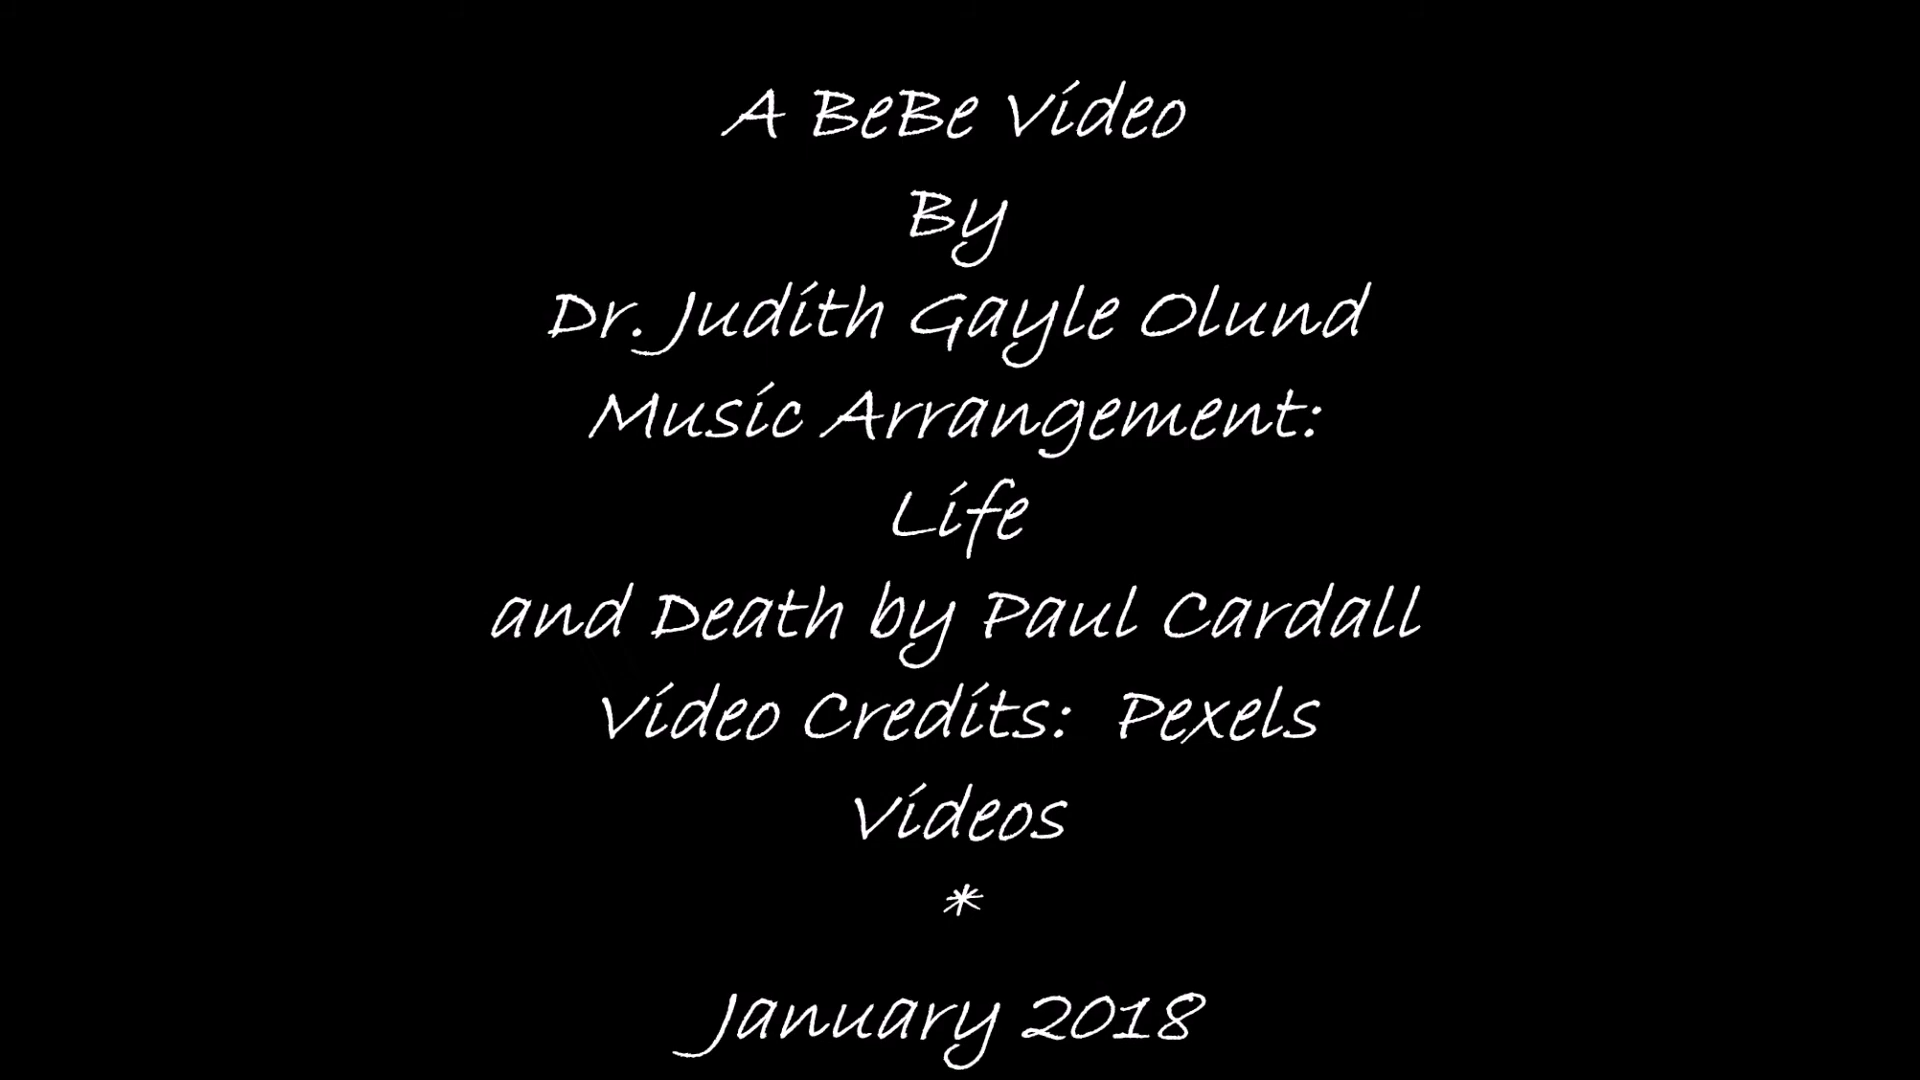 A BeBe Video
By
Dr. Judith Gayle Olund
Music Arrangement:
Life
and Death by Paul Cardall
Video Credits: Pexels
Videos
*
January 2018